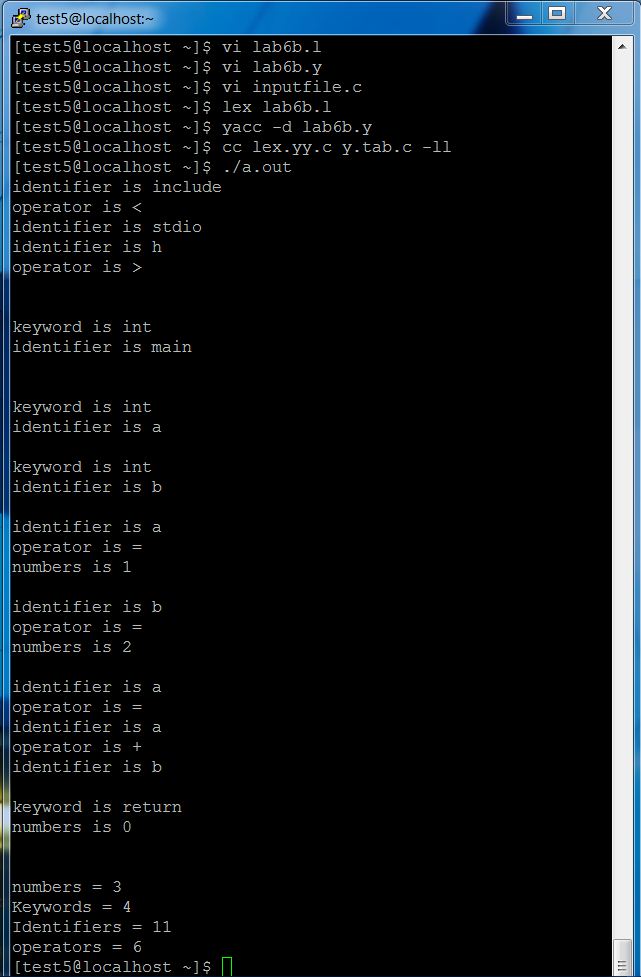 test5@localhost:~
[test5@localhost ~]$ vi lab6b.l
[test5@localhost ~]$ vi lab6b.y
[test5@localhost ~]$ vi inputfile.c
[test5@localhost ~]$ lex lab6b.l
[test5@localhost ~]$ yacc -d lab6b.y
[test5@localhost ~]$ cc lex.yy.c y.tab.c -ll
[test5@localhost ~]$ ./a.out
identifier is include
operator is <
identifier is stdio
identifier is h
operator is >
keyword is int
identifier is main
keyword is int
identifier is a
keyword is int
identifier is b
identifier is a
operator is =
numbers is 1
identifier is b
operator is =
numbers is 2
identifier is a
operator is =
identifier is a
operator is +
identifier is b
keyword is return
numbers is 0
numbers = 3
Keywords = 4
Identifiers = 11
operators = 6
[test5@localhost ~]$